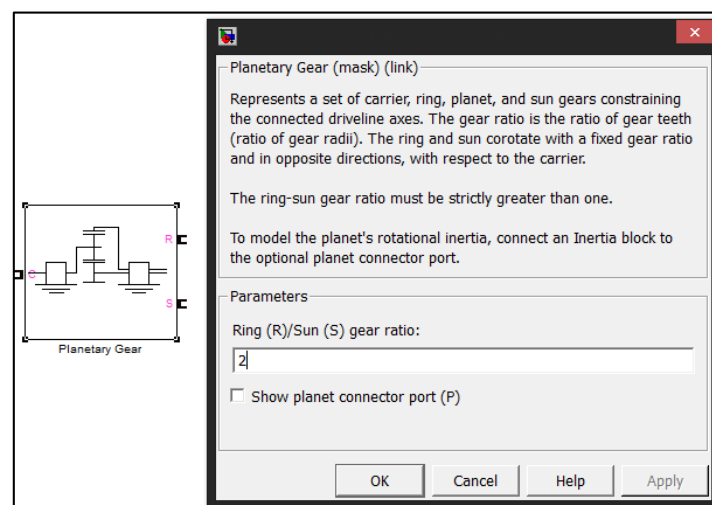 ×
Planetary Gear (mask) (link)
Represents a set of carrier, ring, planet, and sun gears constraining
the connected driveline axes. The gear ratio is the ratio of gear teeth
(ratio of gear radii). The ring and sun corotate with a fixed gear ratio
and in opposite directions, with respect to the carrier.
The ring-sun gear ratio must be strictly greater than one.
To model the planet's rotational inertia, connect an Inertia block to
the optional planet connector port.
C
R
S
Planetary Gear
Parameters
Ring (R)/Sun (S) gear ratio:
2
Show planet connector port (P)
OK Cancel Help Apply